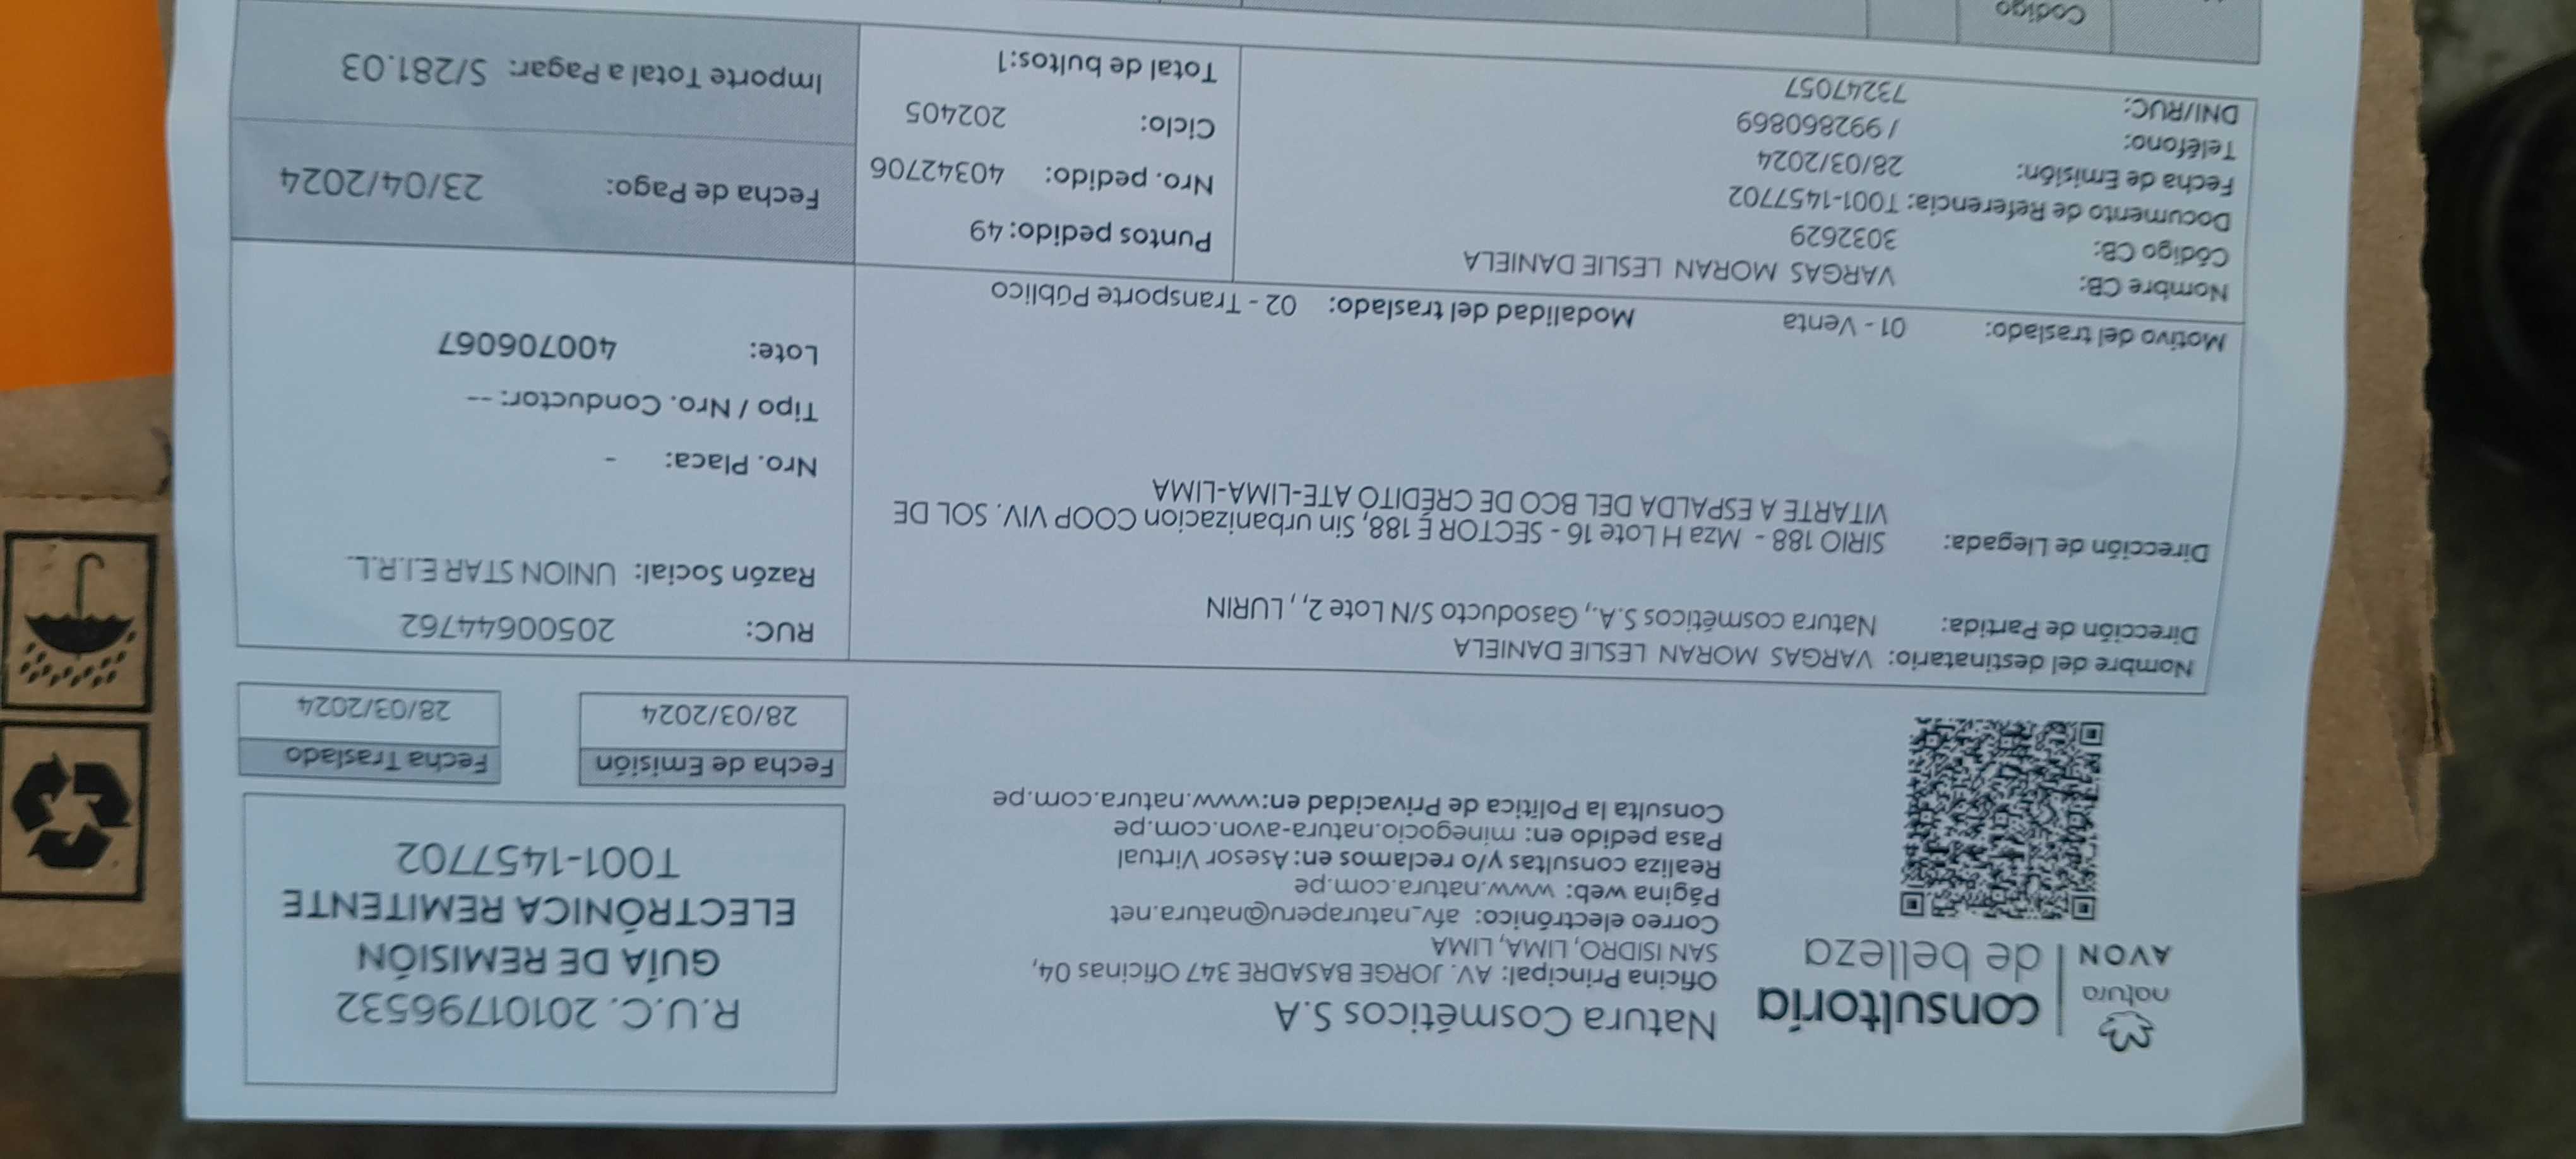 natura
AVON
consultoría
de belleza
Natura Cosméticos S.A
Oficina Principal: AV. JORGE BASADRE 347 Oficinas 04,
SAN ISIDRO, LIMA, LIMA
Correo electrónico: afv_naturaperu@natura.net
Página web: www.natura.com.pe
Realiza consultas y/o reclamos en: Asesor Virtual
Pasa pedido en: minegocio.natura-avon.com.pe
Consulta la Política de Privacidad en:www.natura.com.pe
R.U.C. 20101796532
GUÍA DE REMISIÓN
ELECTRÓNICA REMITENTE
T001-1457702
Fecha de Emisión
28/03/2024
Fecha Traslado
28/03/2024
Nombre del destinatario: VARGAS MORAN LESLIE DANIELA
Dirección de Partida: Natura cosméticos S.A., Gasoducto S/N Lote 2, , LURIN
Dirección de Llegada: SIRIO 188 - Mza H Lote 16 - SECTOR E 188, Sin urbanizacion COOP VIV. SOL DE
VITARTE A ESPALDA DEL BCO DE CRÉDITO ATE-LIMA-LIMA
Motivo del traslado: 01 - Venta Modalidad del traslado: 02 - Transporte Público
RUC: 20500644762
Razón Social: UNION STAR E.I.R.L.
Nro. Placa: -
Tipo / Nro. Conductor: --
Lote: 400706067
Nombre CB: VARGAS MORAN LESLIE DANIELA
Código CB: 3032629
Documento de Referencia: T001-1457702
Fecha de Emisión: 28/03/2024
Teléfono: / 992860869
DNI/RUC: 73247057
Puntos pedido: 49
Nro. pedido: 40342706
Ciclo: 202405
Total de bultos:1
Fecha de Pago: 23/04/2024
Importe Total a Pagar: S/281.03
Codigo